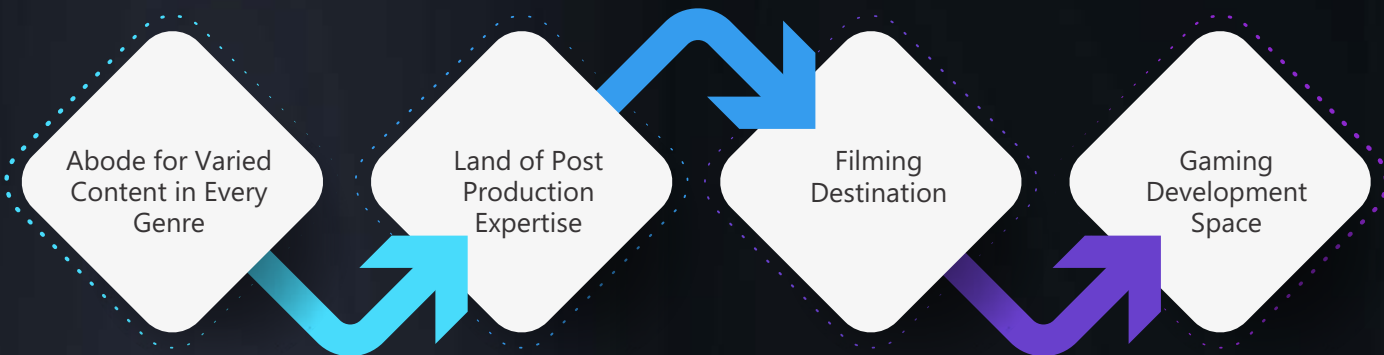 Abode for Varied
Content in Every
Genre
Land of Post
Production
Expertise
Filming
Destination
Gaming
Development
Space